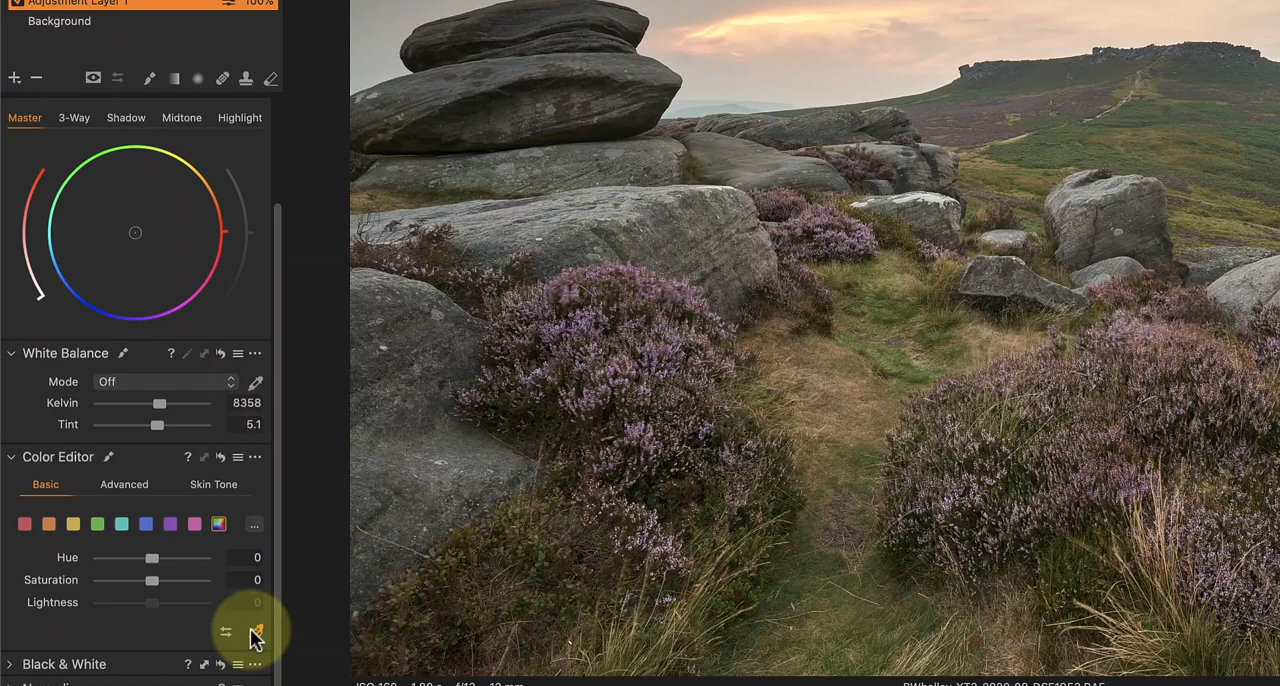 Adjustment Layer 1 100%
Background
Master 3-Way Shadow Midtone Highlight
White Balance ?
Mode Off
Kelvin 8358
Tint 5.1
Color Editor ?
Basic Advanced Skin Tone
...
Hue 0
Saturation 0
Lightness 0
Black & White ?